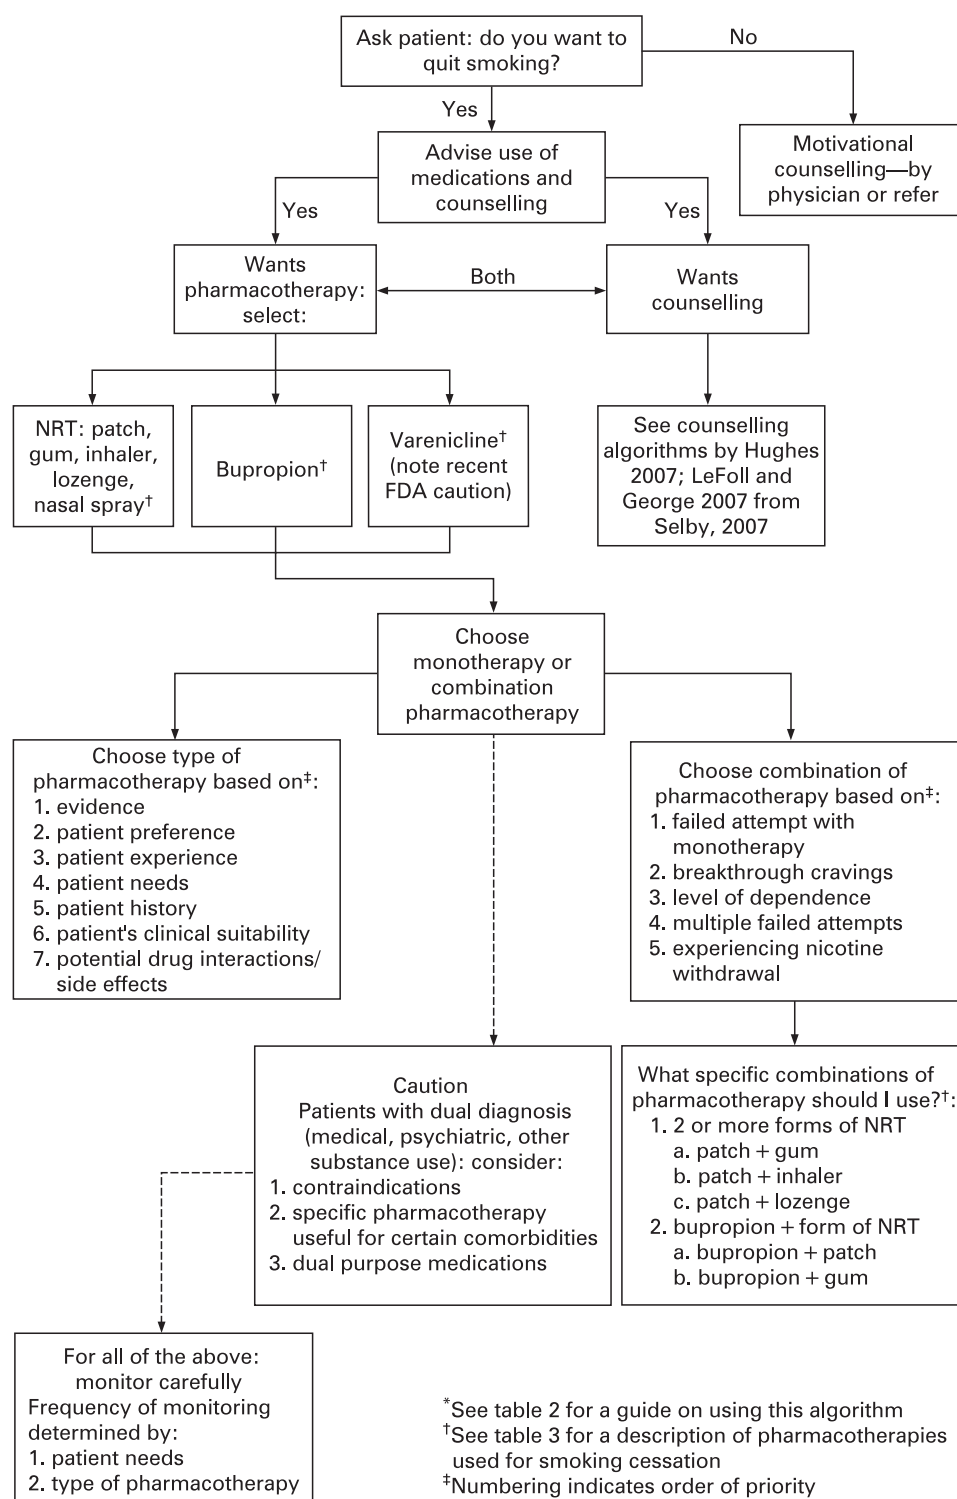 Ask patient: do you want to
quit smoking?
No
Yes
Motivational
counselling—by
physician or refer
Advise use of
medications and
counselling
Yes
Yes
Wants
pharmacotherapy:
select:
Both
Wants
counselling
NRT: patch,
gum, inhaler,
lozenge,
nasal spray†
Bupropion†
Varenicline†
(note recent
FDA caution)
See counselling
algorithms by Hughes
2007; LeFoll and
George 2007 from
Selby, 2007
Choose
monotherapy or
combination
pharmacotherapy
Choose type of
pharmacotherapy based on‡:
1. evidence
2. patient preference
3. patient experience
4. patient needs
5. patient history
6. patient's clinical suitability
7. potential drug interactions/
side effects
Choose combination of
pharmacotherapy based on‡:
1. failed attempt with
monotherapy
2. breakthrough cravings
3. level of dependence
4. multiple failed attempts
5. experiencing nicotine
withdrawal
Caution
Patients with dual diagnosis
(medical, psychiatric, other
substance use): consider:
1. contraindications
2. specific pharmacotherapy
useful for certain comorbidities
3. dual purpose medications
What specific combinations of
pharmacotherapy should I use?†:
1. 2 or more forms of NRT
a. patch + gum
b. patch + inhaler
c. patch + lozenge
2. bupropion + form of NRT
a. bupropion + patch
b. bupropion + gum
For all of the above:
monitor carefully
Frequency of monitoring
determined by:
1. patient needs
2. type of pharmacotherapy
*See table 2 for a guide on using this algorithm
†See table 3 for a description of pharmacotherapies
used for smoking cessation
‡Numbering indicates order of priority